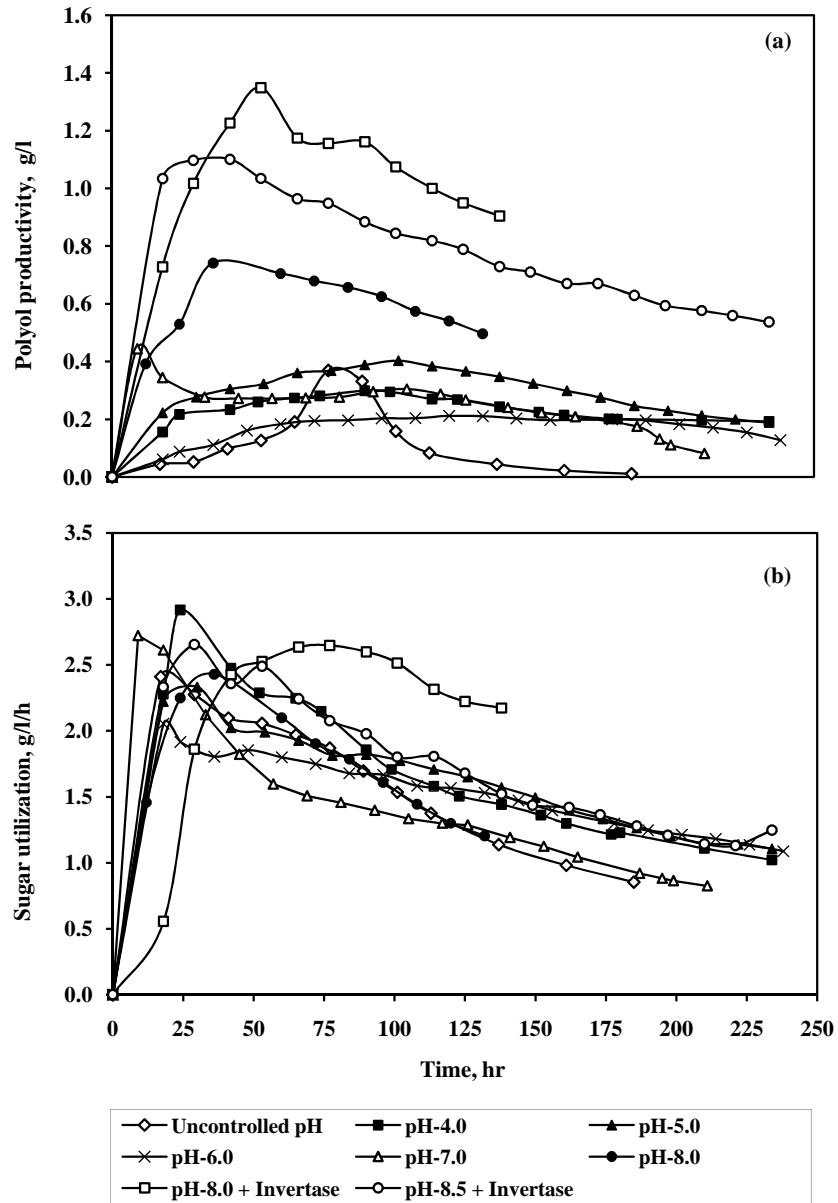 (a)
1.6
1.4
1.2
1.0
0.8
0.6
0.4
0.2
0.0
Polyol productivity, g/l
(b)
3.5
3.0
2.5
2.0
1.5
1.0
0.5
0.0
Sugar utilization, g/l/h
0 25 50 75 100 125 150 175 200 225 250
Time, hr
Uncontrolled pH pH-4.0 pH-5.0
pH-6.0 pH-7.0 pH-8.0
pH-8.0 + Invertase pH-8.5 + Invertase